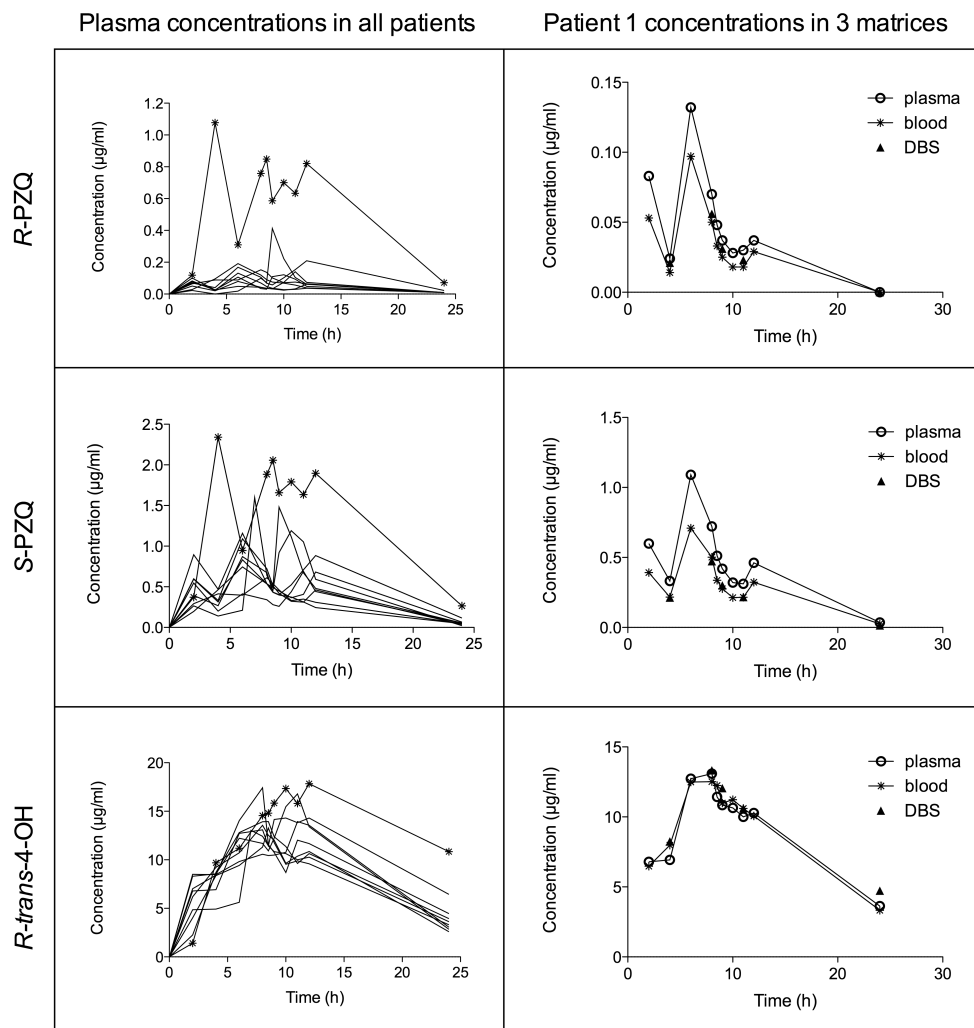 Plasma concentrations in all patients
Patient 1 concentrations in 3 matrices
R-PZQ
Concentration (µg/ml)
1.2
1.0
0.8
0.6
0.4
0.2
0.0
0 5 10 15 20 25
Time (h)
Concentration (µg/ml)
0.15
0.10
0.05
0.00
0 10 20 30
Time (h)
plasma
blood
DBS
S-PZQ
Concentration (µg/ml)
2.5
2.0
1.5
1.0
0.5
0.0
0 5 10 15 20 25
Time (h)
Concentration (µg/ml)
1.5
1.0
0.5
0.0
0 10 20 30
Time (h)
plasma
blood
DBS
R-trans-4-OH
Concentration (µg/ml)
20
15
10
5
0
0 5 10 15 20 25
Time (h)
Concentration (µg/ml)
15
10
5
0
0 10 20 30
Time (h)
plasma
blood
DBS